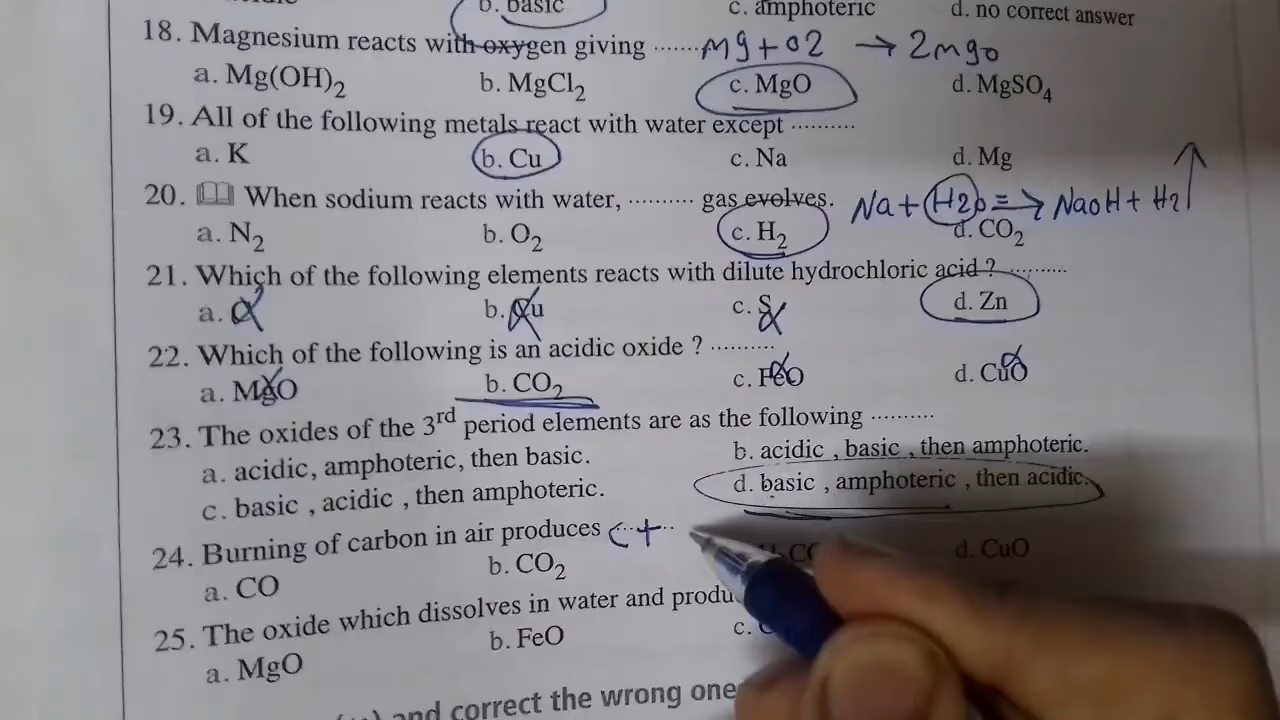 b. basic c. amphoteric d. no correct answer
18. Magnesium reacts with oxygen giving ........ Mg + O2 → 2MgO
a. Mg(OH)₂ b. MgCl₂ c. MgO d. MgSO₄
19. All of the following metals react with water except ..........
a. K b. Cu c. Na d. Mg
20. When sodium reacts with water, .......... gas evolves. Na + H2O ⇒ NaOH + H2↑
a. N₂ b. O₂ c. H₂ d. CO₂
21. Which of the following elements reacts with dilute hydrochloric acid ? ..........
a. b. Cu c. S d. Zn
22. Which of the following is an acidic oxide ? ..........
a. MgO b. CO₂ c. FeO d. CuO
23. The oxides of the 3rd period elements are as the following ..........
a. acidic, amphoteric, then basic. b. acidic , basic , then amphoteric.
c. basic , acidic , then amphoteric. d. basic , amphoteric , then acidic.
24. Burning of carbon in air produces .......... C +
a. CO b. CO₂ d. CuO
25. The oxide which dissolves in water and
a. MgO b. FeO c.
and correct the wrong